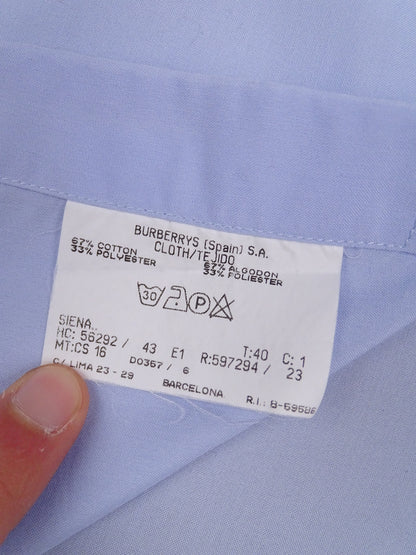 BURBERRYS (Spain) S.A.
CLOTH/TEJIDO
67% COTTON 67% ALGODON
33% POLYESTER 33% POLIESTER
30 P
SIENA.. T:40 C: 1
HC: 56292 / 43 E1 R:597294 / 23
MT:CS 16 D0367 / 6
C/ LIMA 23 - 29 BARCELONA R.I.: B-59586